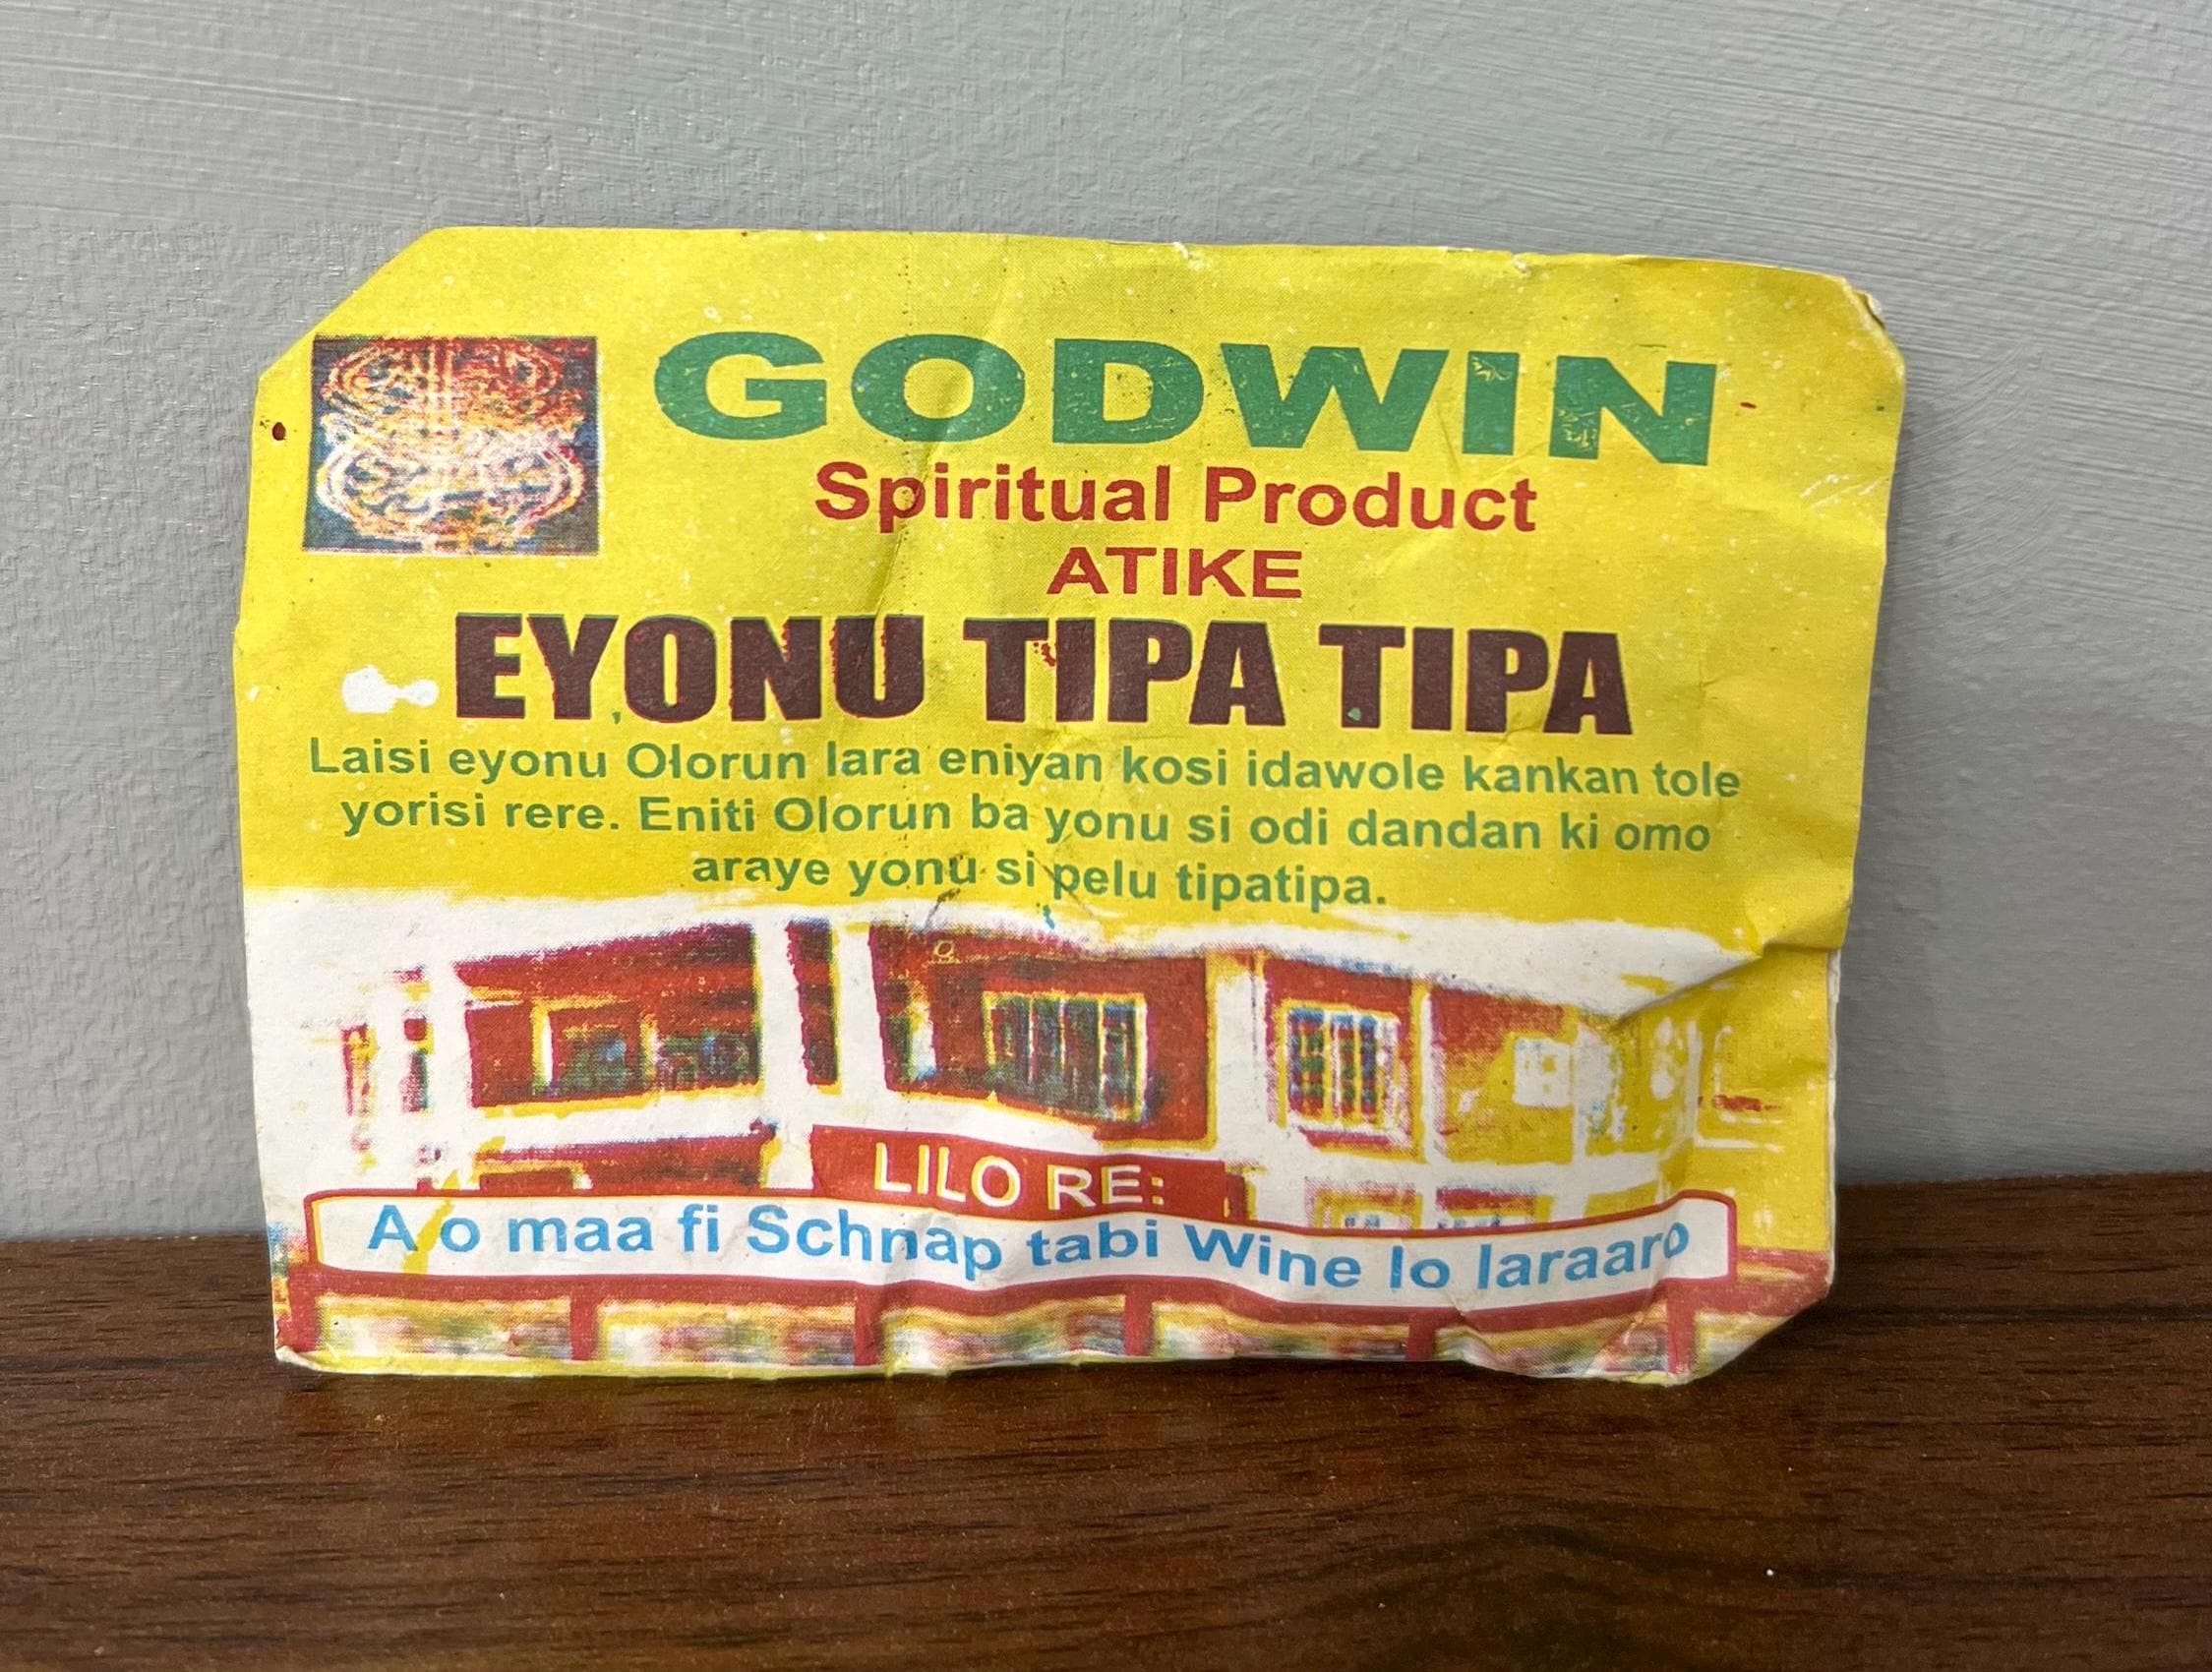 GODWIN
Spiritual Product
ATIKE
EYONU TIPA TIPA
Laisi eyonu Olorun lara eniyan kosi idawole kankan tole
yorisi rere. Eniti Olorun ba yonu si odi dandan ki omo
araye yonu si pelu tipatipa.
LILO RE:
A o maa fi Schnap tabi Wine lo laraaro